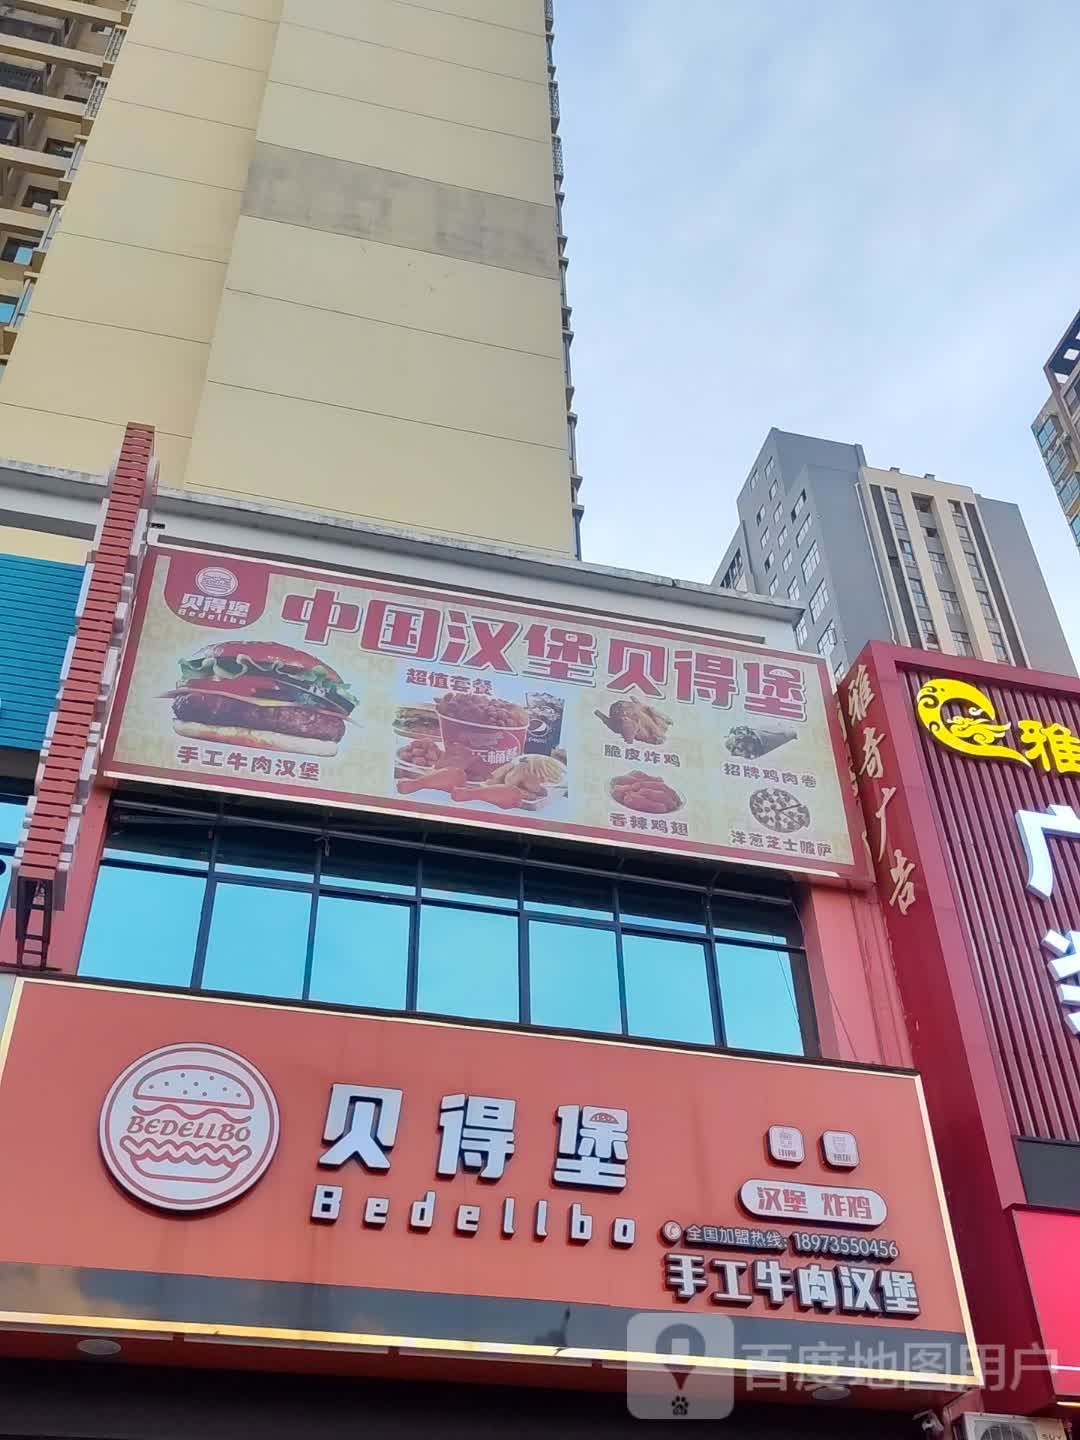 贝得堡
Bedellbo
中国汉堡贝得堡
超值套餐
手工牛肉汉堡
脆皮炸鸡
招牌鸡肉卷
香辣鸡翅
洋葱芝士披萨
雅奇广告
雅
广
BEDELLBO
贝得堡
Bedellbo
汉堡 炸鸡
全国加盟热线: 18973550456
手工牛肉汉堡
百度地图用户